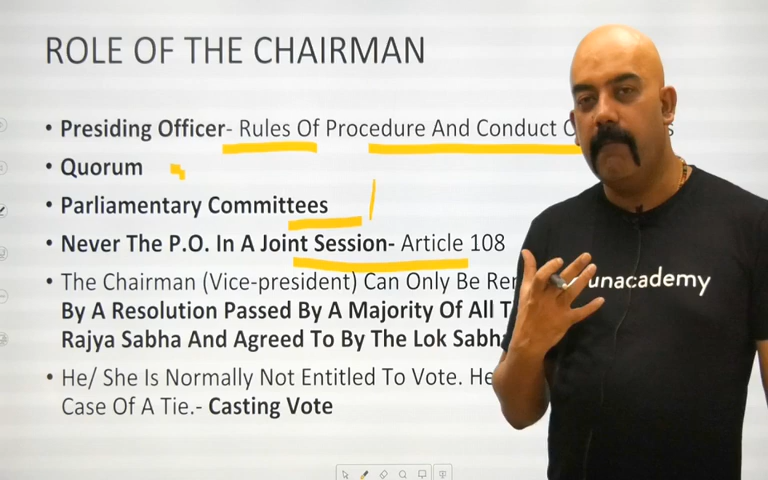 ROLE OF THE CHAIRMAN
• Presiding Officer- Rules Of Procedure And Conduct
• Quorum
• Parliamentary Committees
• Never The P.O. In A Joint Session- Article 108
• The Chairman (Vice-president) Can Only Be
By A Resolution Passed By A Majority Of All
Rajya Sabha And Agreed To By The Lok
• He/ She Is Normally Not Entitled To Vote.
Case Of A Tie.- Casting Vote
unacademy